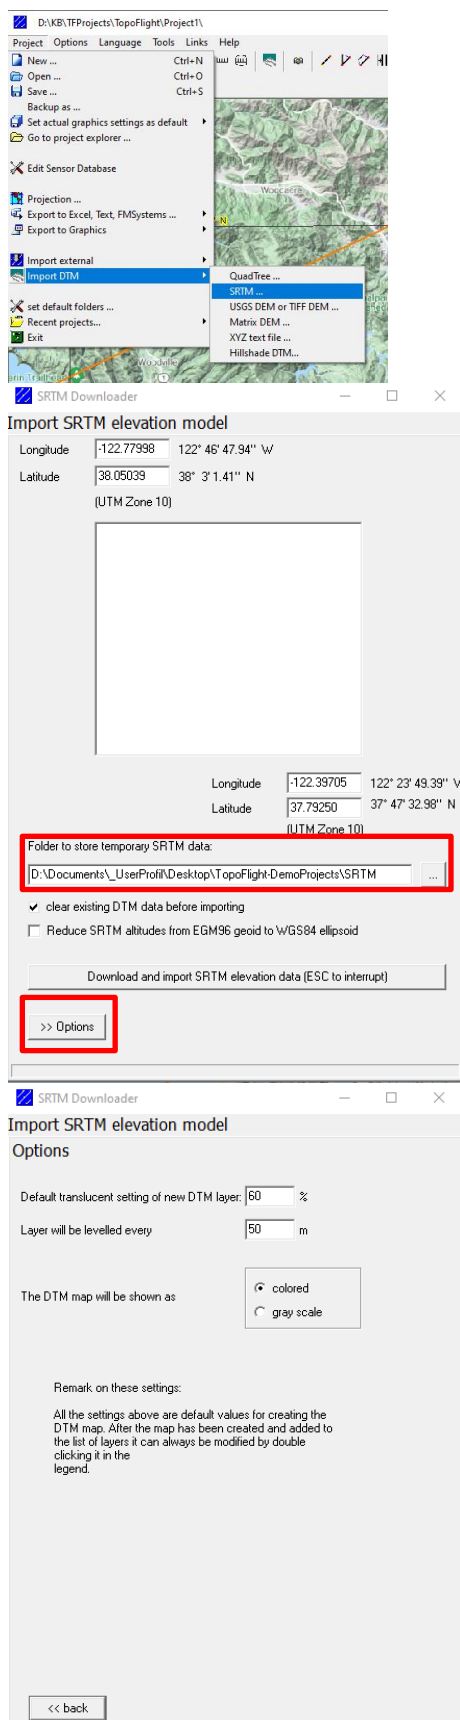 D:\KB\TFProjects\TopoFlight\Project1\
Project Options Language Tools Links Help
New ... Ctrl+N
Open ... Ctrl+O
Save ... Ctrl+S
Backup as ...
Set actual graphics settings as default
Go to project explorer ...
Edit Sensor Database
Woodacre
Projection ...
Export to Excel, Text, FMSystems ...
N
Export to Graphics
Import external
Import DTM
QuadTree ...
SRTM ...
set default folders ...
USGS DEM or TIFF DEM ...
Recent projects...
Matrix DEM ...
Exit
XYZ text file ...
Hillshade DTM...
Woodville
1
SRTM Downloader
Import SRTM elevation model
Longitude -122.77998 122° 46' 47.94'' W
Latitude 38.05039 38° 3' 1.41'' N
(UTM Zone 10)
Longitude -122.39705 122° 23' 49.39'' W
Latitude 37.79250 37° 47' 32.98'' N
(UTM Zone 10)
Folder to store temporary SRTM data:
D:\Documents\_UserProfil\Desktop\TopoFlight-DemoProjects\SRTM ...
clear existing DTM data before importing
Reduce SRTM altitudes from EGM96 geoid to WGS84 ellipsoid
Download and import SRTM elevation data (ESC to interrupt)
>> Options
SRTM Downloader
Import SRTM elevation model
Options
Default translucent setting of new DTM layer: 60 %
Layer will be levelled every 50 m
The DTM map will be shown as
colored
gray scale
Remark on these settings:
All the settings above are default values for creating the
DTM map. After the map has been created and added to
the list of layers it can always be modified by double
clicking it in the
legend.
<< back